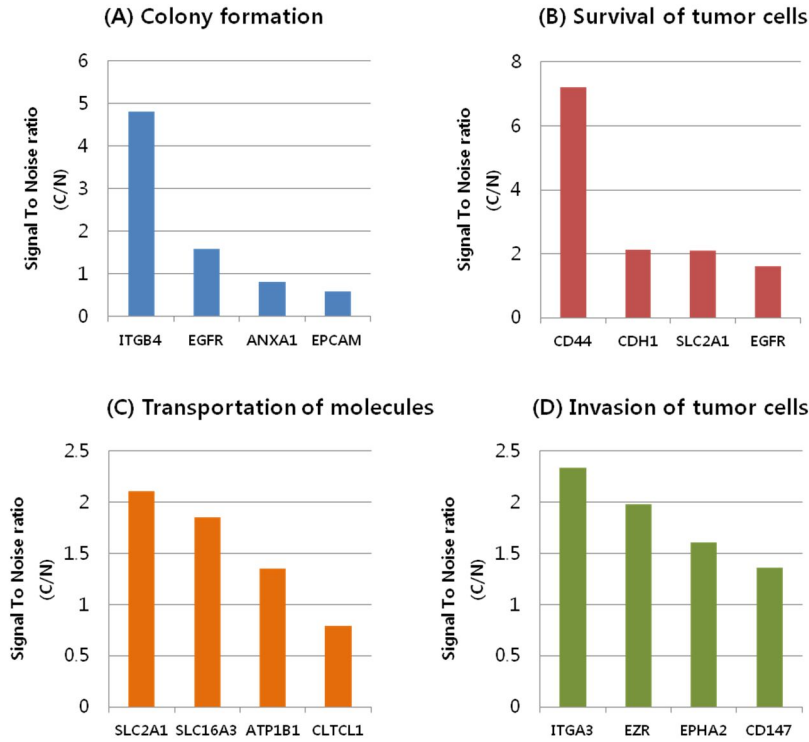 (A) Colony formation
Signal To Noise ratio
(C/N)
6
5
4
3
2
1
0
ITGB4 EGFR ANXA1 EPCAM
(B) Survival of tumor cells
Signal To Noise ratio
(C/N)
8
6
4
2
0
CD44 CDH1 SLC2A1 EGFR
(C) Transportation of molecules
Signal To Noise ratio
(C/N)
2.5
2
1.5
1
0.5
0
SLC2A1 SLC16A3 ATP1B1 CLTCL1
(D) Invasion of tumor cells
Signal To Noise ratio
(C/N)
2.5
2
1.5
1
0.5
0
ITGA3 EZR EPHA2 CD147